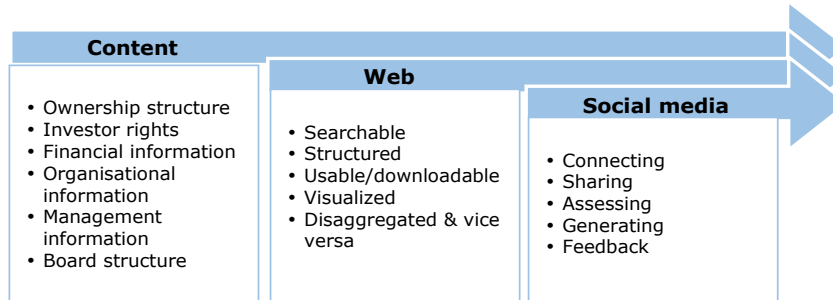 Content
• Ownership structure
• Investor rights
• Financial information
• Organisational
information
• Management
information
• Board structure
Web
• Searchable
• Structured
• Usable/downloadable
• Visualized
• Disaggregated & vice
versa
Social media
• Connecting
• Sharing
• Assessing
• Generating
• Feedback